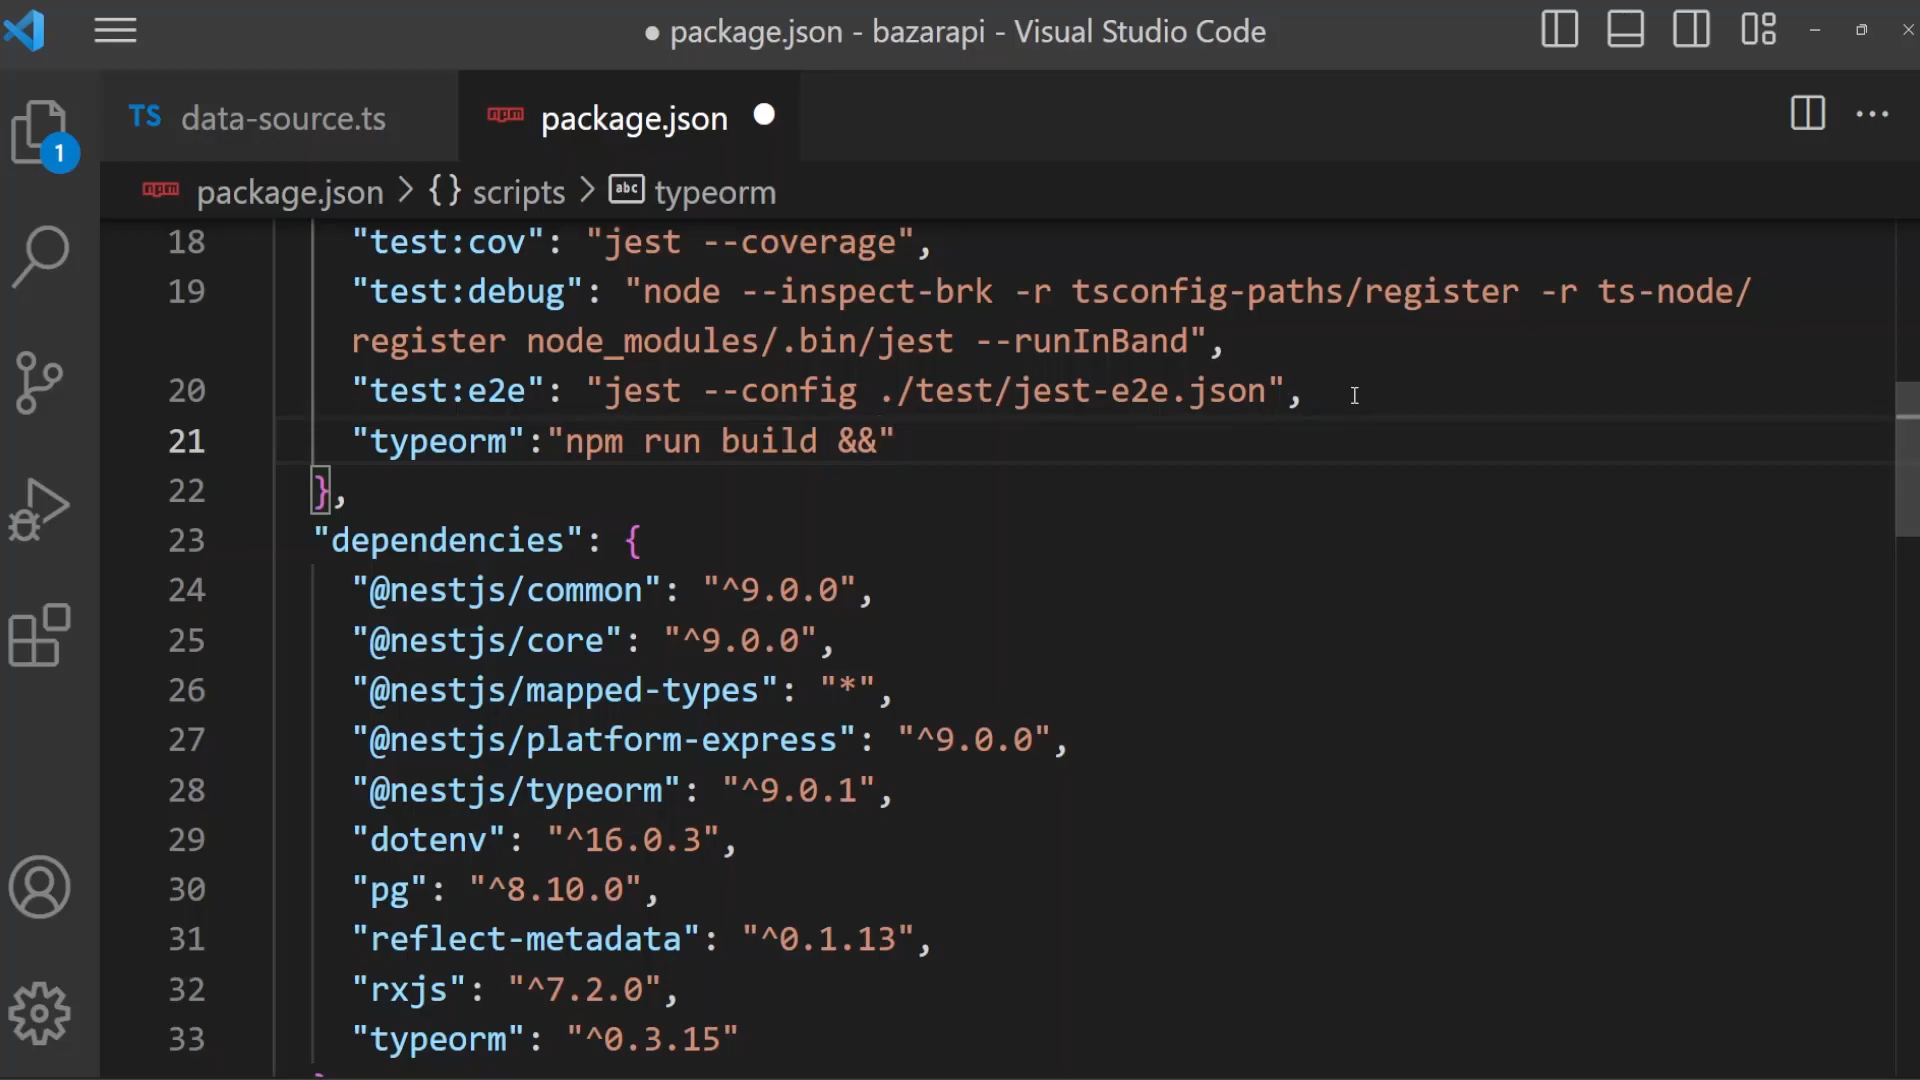 ● package.json - bazarapi - Visual Studio Code
TS data-source.ts
npm package.json ●
1
npm package.json > {} scripts > abc typeorm
18 "test:cov": "jest --coverage",
19 "test:debug": "node --inspect-brk -r tsconfig-paths/register -r ts-node/
register node_modules/.bin/jest --runInBand",
20 "test:e2e": "jest --config ./test/jest-e2e.json",
21 "typeorm":"npm run build &&"
22 },
23 "dependencies": {
24 "@nestjs/common": "^9.0.0",
25 "@nestjs/core": "^9.0.0",
26 "@nestjs/mapped-types": "*",
27 "@nestjs/platform-express": "^9.0.0",
28 "@nestjs/typeorm": "^9.0.1",
29 "dotenv": "^16.0.3",
30 "pg": "^8.10.0",
31 "reflect-metadata": "^0.1.13",
32 "rxjs": "^7.2.0",
33 "typeorm": "^0.3.15"